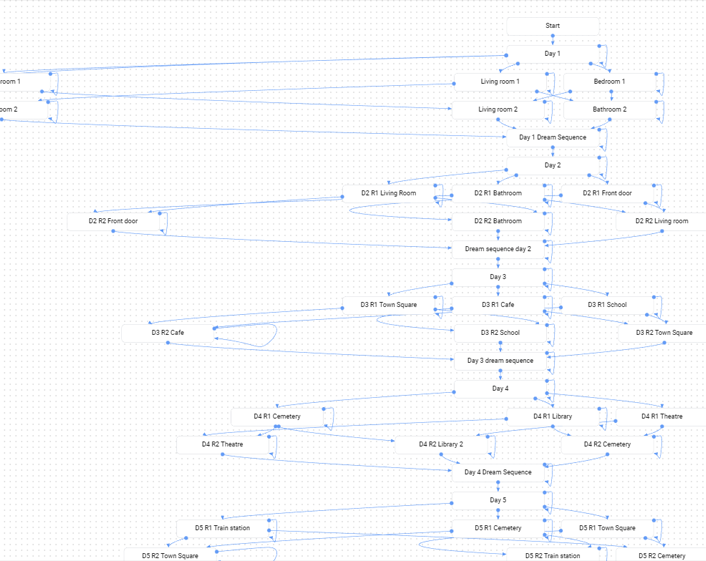 Start
Day 1
room 1
Living room 1
Bedroom 1
oom 2
Living room 2
Bathroom 2
Day 1 Dream Sequence
Day 2
D2 R1 Living Room
D2 R1 Bathroom
D2 R1 Front door
D2 R2 Front door
D2 R2 Bathroom
D2 R2 Living room
Dream sequence day 2
Day 3
D3 R1 Town Square
D3 R1 Cafe
D3 R1 School
D3 R2 Cafe
D3 R2 School
D3 R2 Town Square
Day 3 dream sequence
Day 4
D4 R1 Cemetery
D4 R1 Library
D4 R1 Theatre
D4 R2 Theatre
D4 R2 Library 2
D4 R2 Cemetery
Day 4 Dream Sequence
Day 5
D5 R1 Train station
D5 R1 Cemetery
D5 R1 Town Square
D5 R2 Town Square
D5 R2 Train station
D5 R2 Cemetery